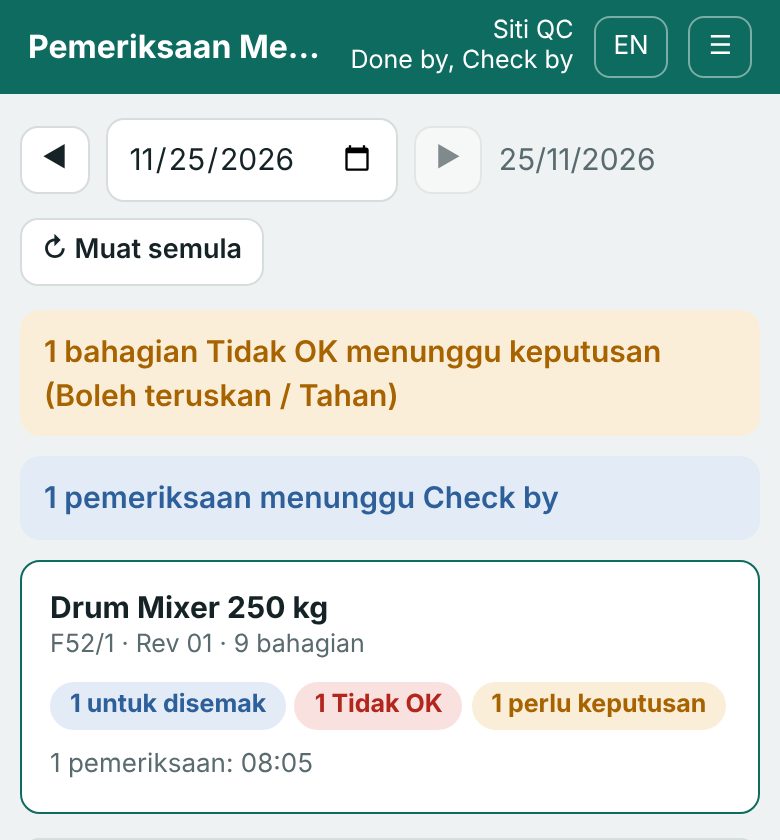 Pemeriksaan Me...
Siti QC
Done by, Check by
EN
☰
◀
11/25/2026
▶
25/11/2026
↻ Muat semula
1 bahagian Tidak OK menunggu keputusan
(Boleh teruskan / Tahan)
1 pemeriksaan menunggu Check by
Drum Mixer 250 kg
F52/1 · Rev 01 · 9 bahagian
1 untuk disemak
1 Tidak OK
1 perlu keputusan
1 pemeriksaan: 08:05